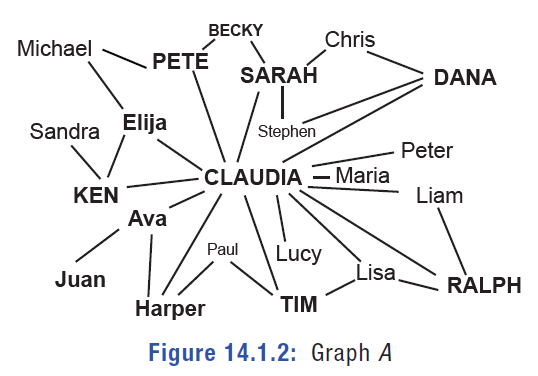 BECKY
Michael
Chris
PETE
SARAH
DANA
Sandra
Elija
Stephen
Peter
CLAUDIA
Maria
KEN
Liam
Ava
Paul
Lucy
Juan
Lisa
RALPH
Harper
TIM
Figure 14.1.2: Graph A